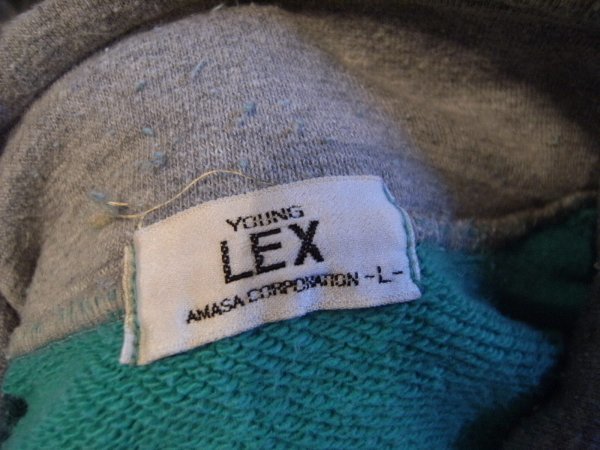 YOUNG
LEX
AMASA CORPORATION -L-